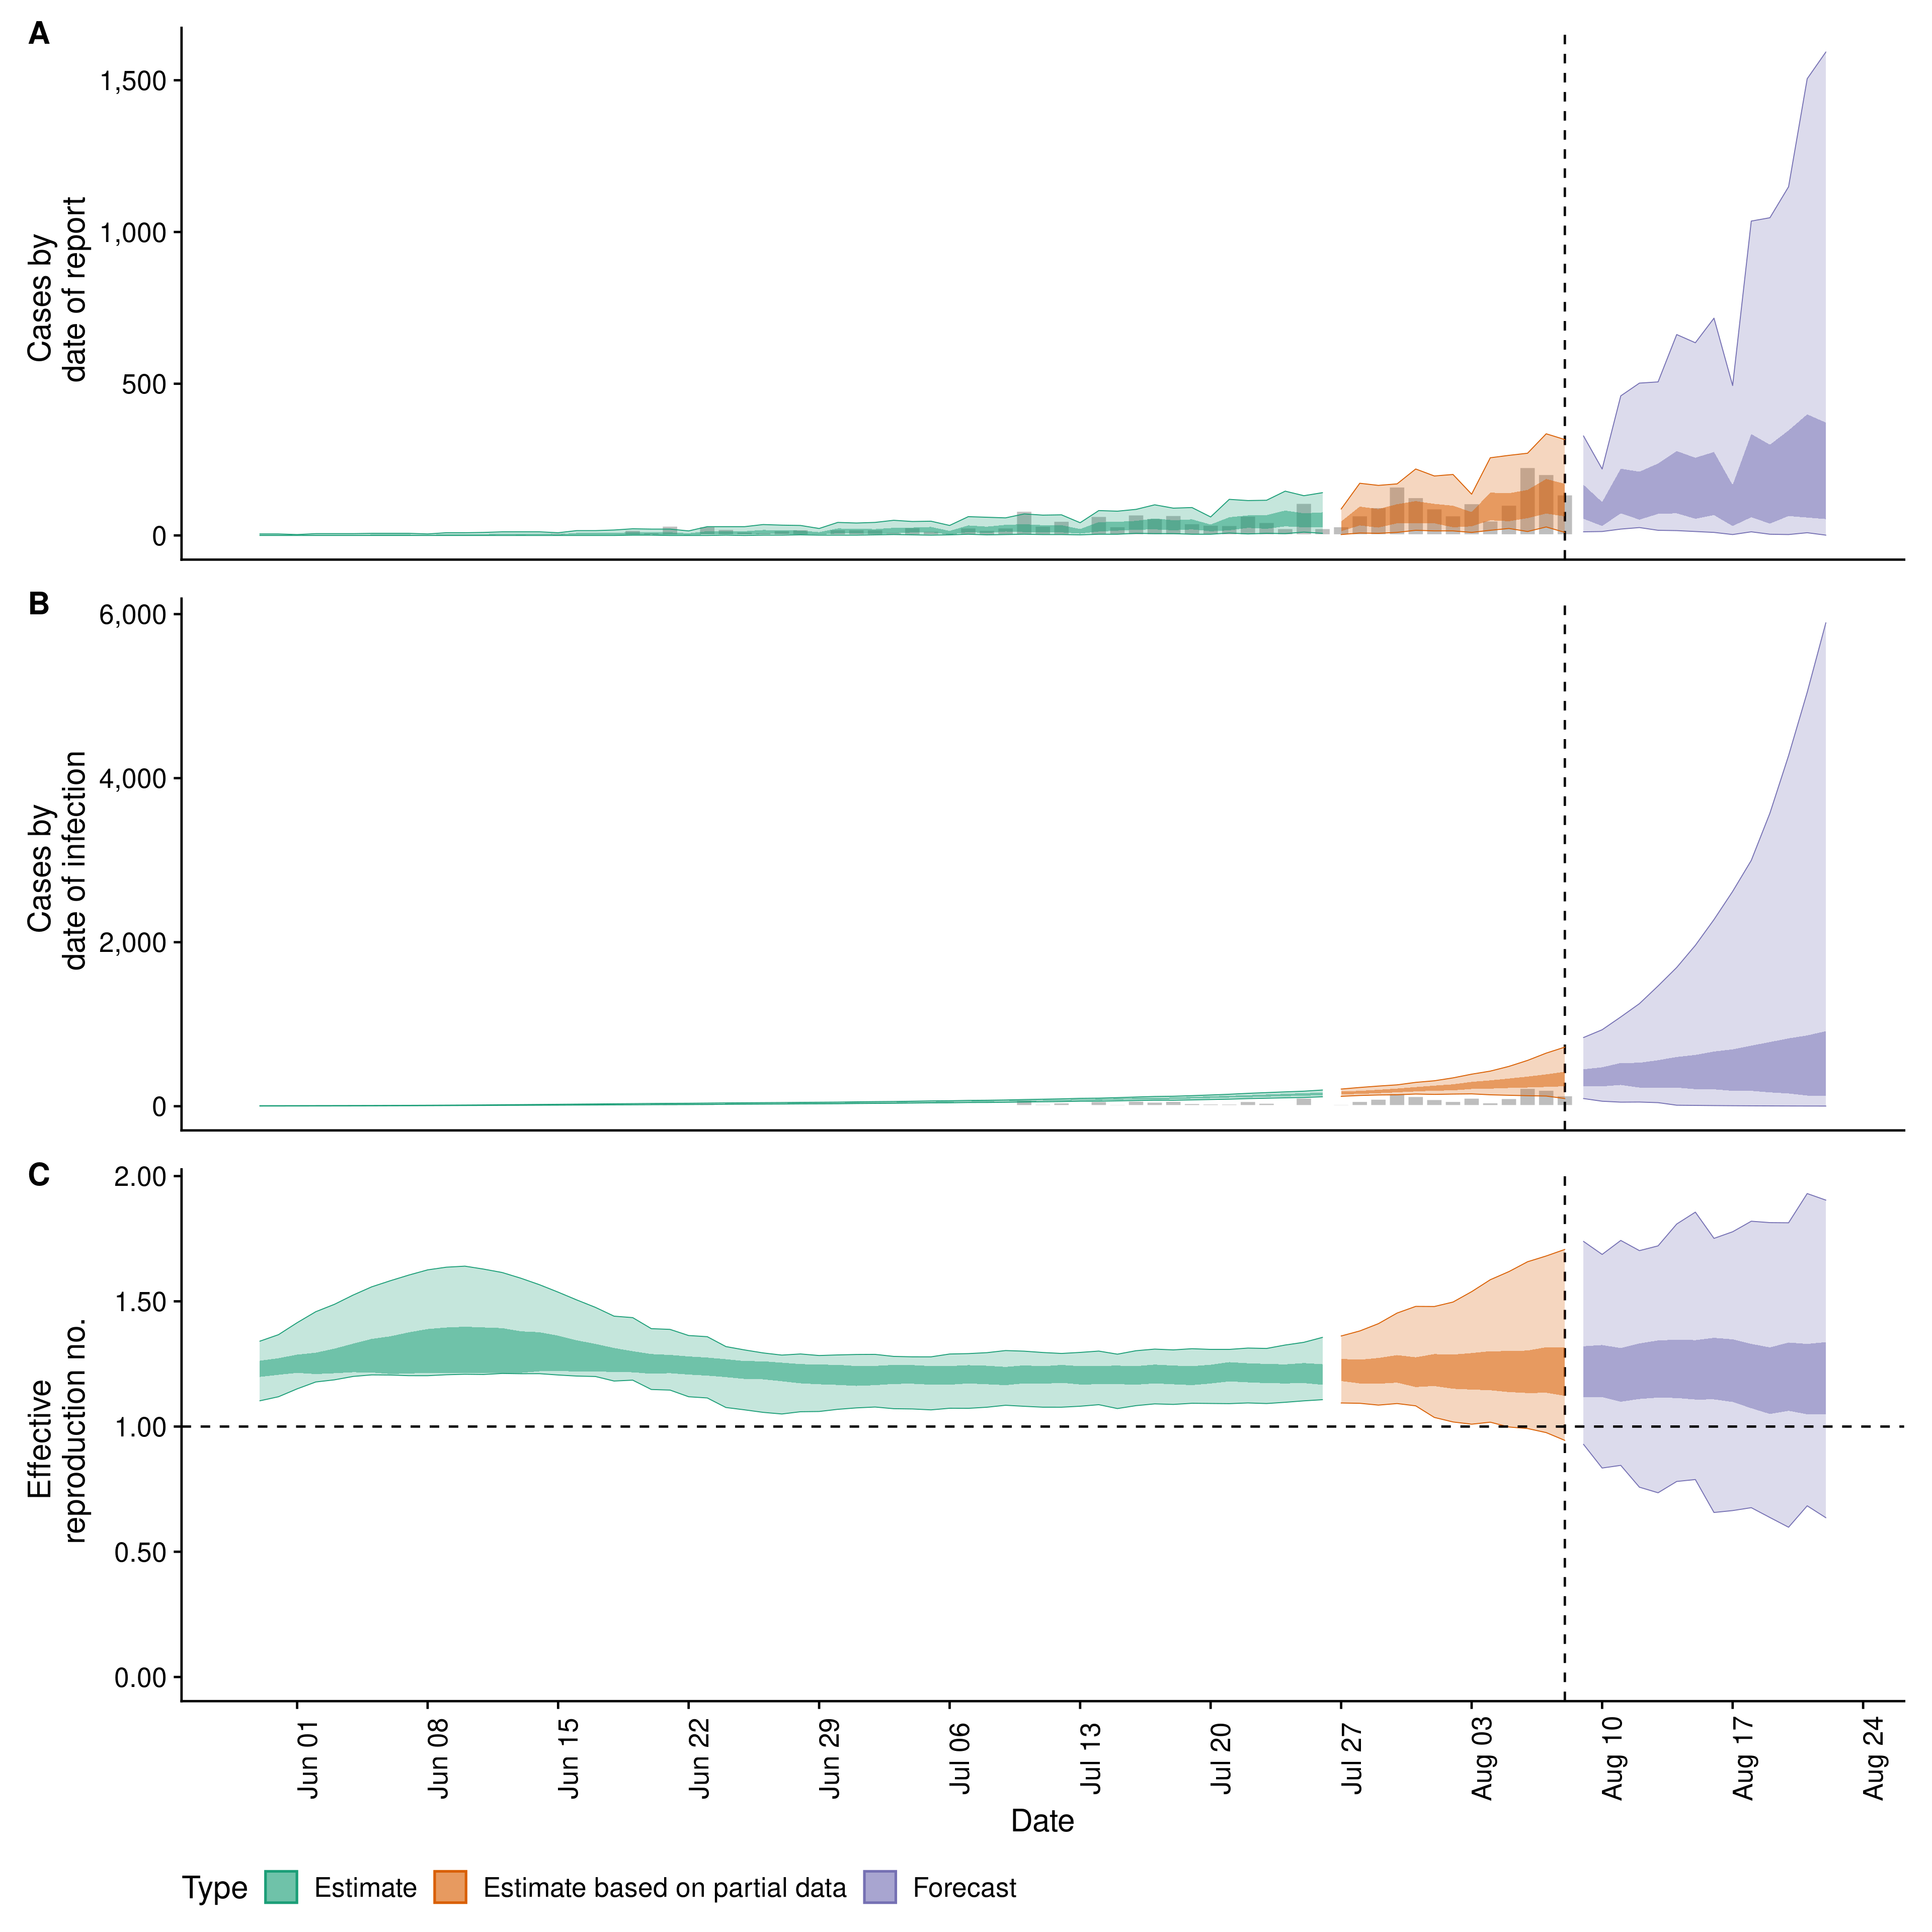 A
Cases by
date of report
1,500
1,000
500
0
B
Cases by
date of infection
6,000
4,000
2,000
0
C
Effective
reproduction no.
2.00
1.50
1.00
0.50
0.00
Jun 01
Jun 08
Jun 15
Jun 22
Jun 29
Jul 06
Jul 13
Jul 20
Jul 27
Aug 03
Aug 10
Aug 17
Aug 24
Date
Type Estimate Estimate based on partial data Forecast